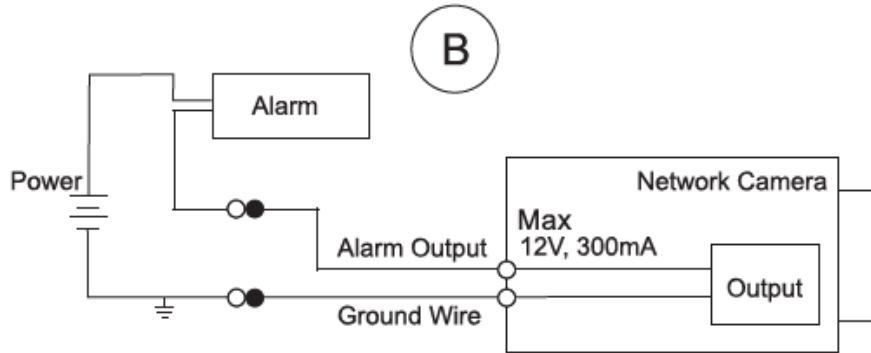 B
Alarm
Power
Network Camera
Max
12V, 300mA
Alarm Output
Output
Ground Wire